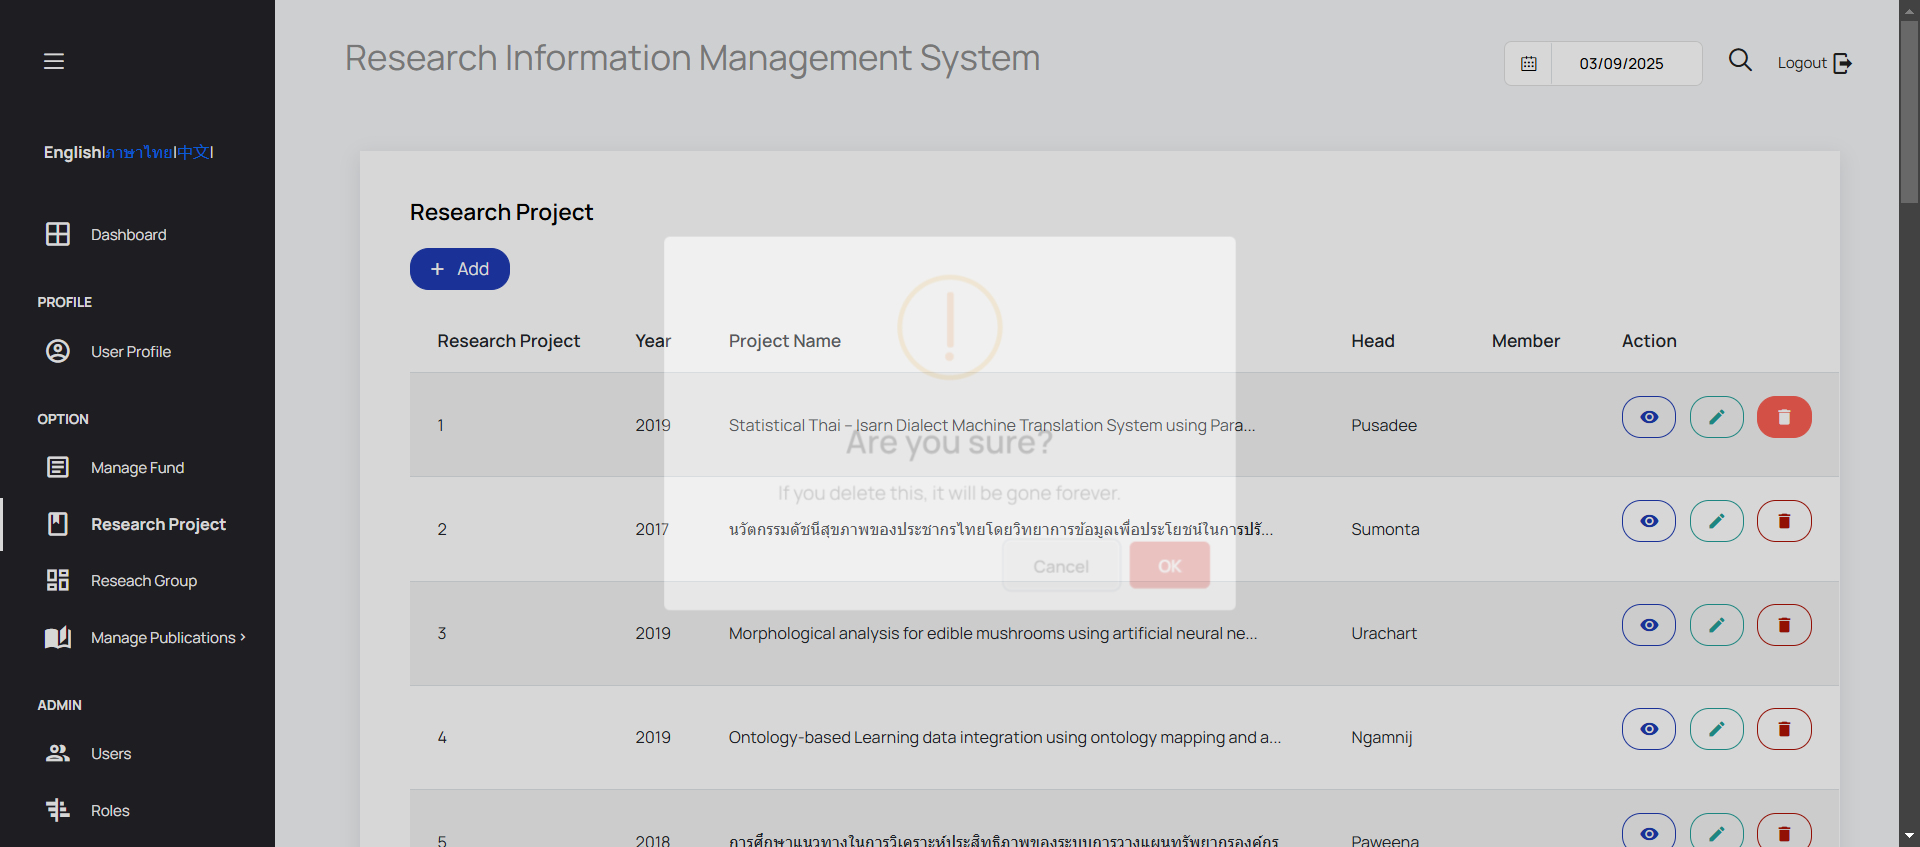 Research Information Management System
03/09/2025
Logout
English|ภาษาไทย|中文|
Dashboard
PROFILE
User Profile
OPTION
Manage Fund
Research Project
Reseach Group
Manage Publications
ADMIN
Users
Roles
Research Project
+ Add
Research Project Year Project Name Head Member Action
1 2019 Statistical Thai – Isarn Dialect Machine Translation System using Para... Pusadee
2 2017 นวัตกรรมดัชนีสุขภาพของประชากรไทยโดยวิทยาการข้อมูลเพื่อประโยชน์ในการปรั... Sumonta
3 2019 Morphological analysis for edible mushrooms using artificial neural ne... Urachart
4 2019 Ontology-based Learning data integration using ontology mapping and a... Ngamnij
5 2018 การศึกษาแนวทางในการวิเคราะห์ประสิทธิภาพของระบบการวางแผนทรัพยากรองค์กร Paweena
Are you sure?
If you delete this, it will be gone forever.
Cancel
OK